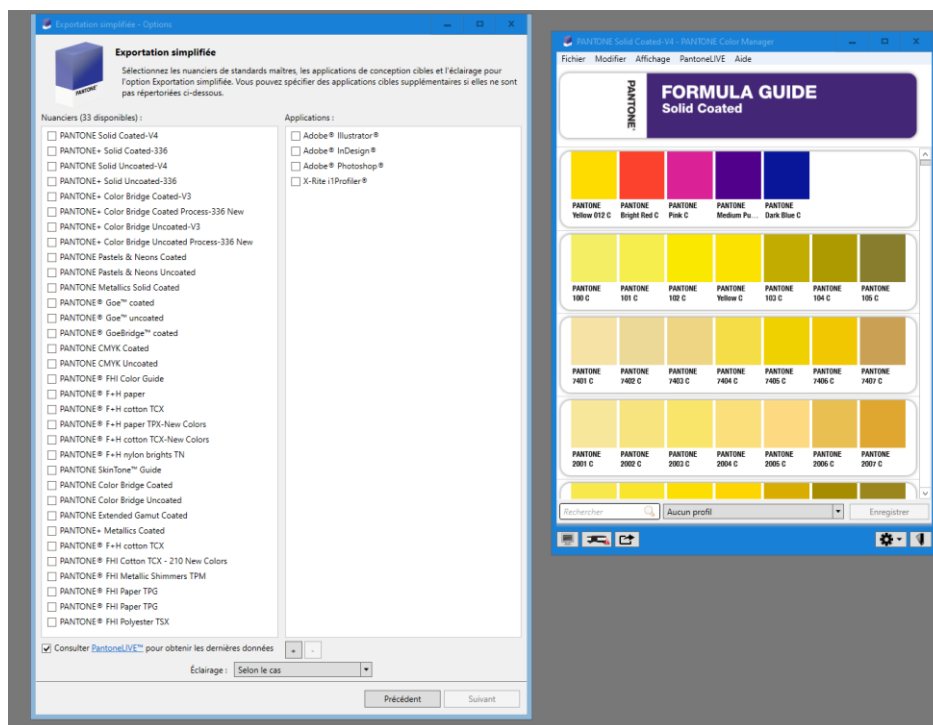 Exportation simplifiée - Options
Exportation simplifiée
Sélectionnez les nuanciers de standards maîtres, les applications de conception cibles et l'éclairage pour
l'option Exportation simplifiée. Vous pouvez spécifier des applications cibles supplémentaires si elles ne sont
pas répertoriées ci-dessous.
PANTONE®
Nuanciers (33 disponibles) :
PANTONE Solid Coated-V4
PANTONE+ Solid Coated-336
PANTONE Solid Uncoated-V4
PANTONE+ Solid Uncoated-336
PANTONE+ Color Bridge Coated-V3
PANTONE+ Color Bridge Coated Process-336 New
PANTONE+ Color Bridge Uncoated-V3
PANTONE+ Color Bridge Uncoated Process-336 New
PANTONE Pastels & Neons Coated
PANTONE Pastels & Neons Uncoated
PANTONE Metallics Solid Coated
PANTONE® Goe™ coated
PANTONE® Goe™ uncoated
PANTONE® GoeBridge™ coated
PANTONE CMYK Coated
PANTONE CMYK Uncoated
PANTONE® FHI Color Guide
PANTONE® F+H paper
PANTONE® F+H cotton TCX
PANTONE® F+H paper TPX-New Colors
PANTONE® F+H cotton TCX-New Colors
PANTONE® F+H nylon brights TN
PANTONE SkinTone™ Guide
PANTONE Color Bridge Coated
PANTONE Color Bridge Uncoated
PANTONE Extended Gamut Coated
PANTONE+ Metallics Coated
PANTONE® F+H cotton TCX
PANTONE® FHI Cotton TCX - 210 New Colors
PANTONE® FHI Metallic Shimmers TPM
PANTONE® FHI Paper TPG
PANTONE® FHI Paper TPG
PANTONE® FHI Polyester TSX
Applications :
Adobe® Illustrator®
Adobe® InDesign®
Adobe® Photoshop®
X-Rite i1Profiler®
Consulter PantoneLIVE™ pour obtenir les dernières données
+ -
Éclairage : Selon le cas
Précédent Suivant
PANTONE Solid Coated-V4 - PANTONE Color Manager
Fichier Modifier Affichage PantoneLIVE Aide
PANTONE®
FORMULA GUIDE
Solid Coated
PANTONE PANTONE PANTONE PANTONE PANTONE
Yellow 012 C Bright Red C Pink C Medium Pu... Dark Blue C
PANTONE PANTONE PANTONE PANTONE PANTONE PANTONE PANTONE
100 C 101 C 102 C Yellow C 103 C 104 C 105 C
PANTONE PANTONE PANTONE PANTONE PANTONE PANTONE PANTONE
7401 C 7402 C 7403 C 7404 C 7405 C 7406 C 7407 C
PANTONE PANTONE PANTONE PANTONE PANTONE PANTONE PANTONE
2001 C 2002 C 2003 C 2004 C 2005 C 2006 C 2007 C
Rechercher Aucun profil Enregistrer